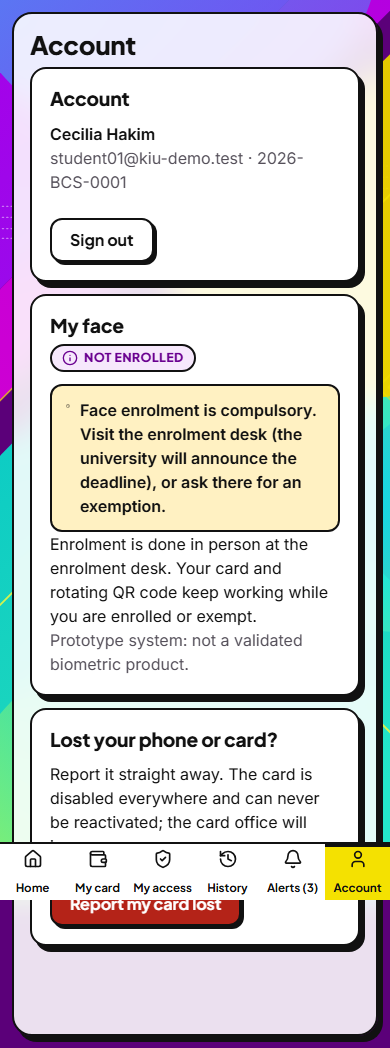 Account
Account
Cecilia Hakim
student01@kiu-demo.test · 2026-
BCS-0001
Sign out
My face
NOT ENROLLED
Face enrolment is compulsory.
Visit the enrolment desk (the
university will announce the
deadline), or ask there for an
exemption.
Enrolment is done in person at the
enrolment desk. Your card and
rotating QR code keep working while
you are enrolled or exempt.
Prototype system: not a validated
biometric product.
Lost your phone or card?
Report it straight away. The card is
disabled everywhere and can never
be reactivated; the card office will
Home
My card
My access
History
Alerts (3)
Account
Report my card lost